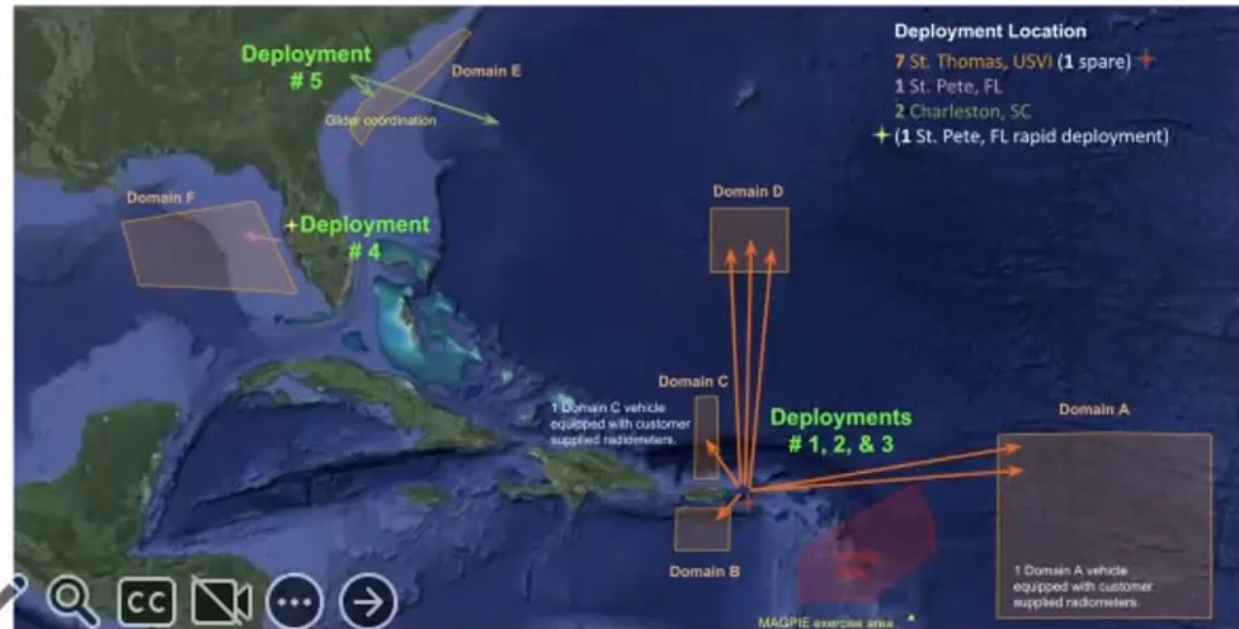 Deployment Location
7 St. Thomas, USVI (1 spare)
1 St. Pete, FL
2 Charleston, SC
(1 St. Pete, FL rapid deployment)
Deployment
# 5
Domain E
Glider coordination
Domain F
Deployment
# 4
Domain D
Domain C
1 Domain C vehicle
equipped with customer
supplied radiometers.
Deployments
# 1, 2, & 3
Domain A
Domain B
1 Domain A vehicle
equipped with customer
supplied radiometers.
MAGPIE exercise area
CC